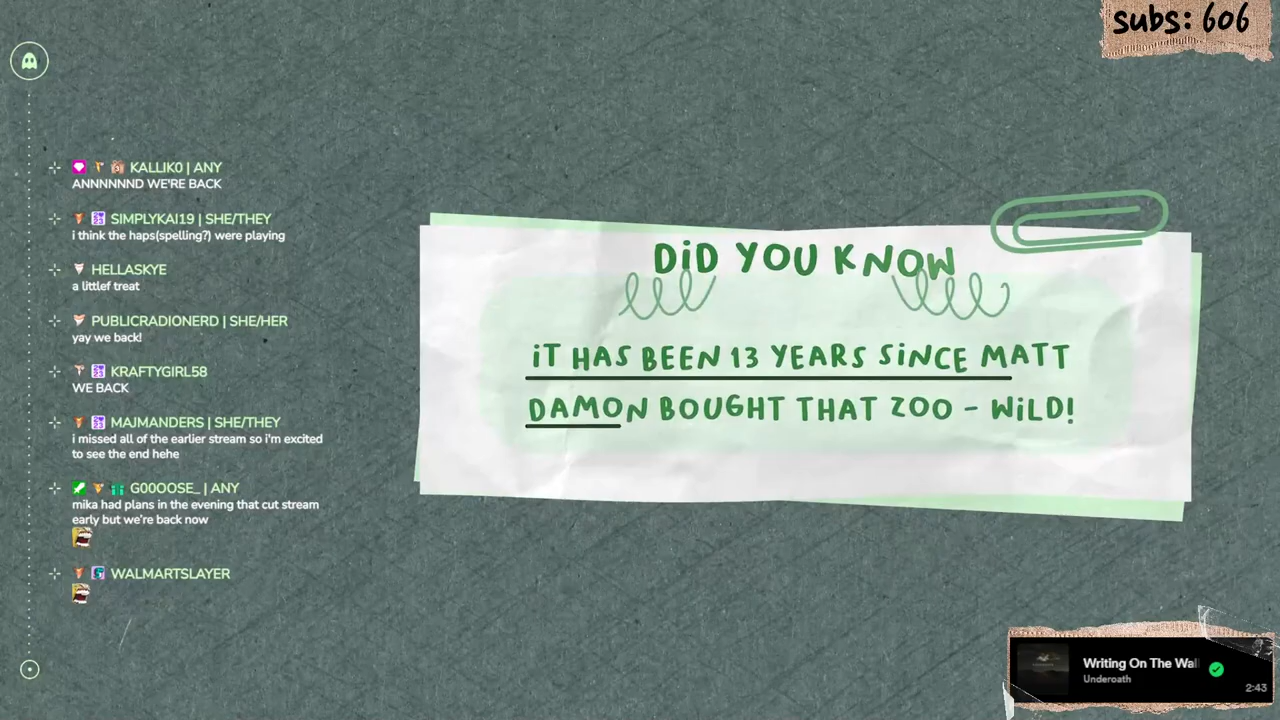 subs: 606
KALLIK0 | ANY
ANNNNNND WE'RE BACK
SIMPLYKAI19 | SHE/THEY
i think the haps(spelling?) were playing
HELLASKYE
a littlef treat
PUBLICRADIONERD | SHE/HER
yay we back!
KRAFTYGIRL58
WE BACK
MAJMANDERS | SHE/THEY
i missed all of the earlier stream so i'm excited
to see the end hehe
G00OOSE_ | ANY
mika had plans in the evening that cut stream
early but we're back now
WALMARTSLAYER
DiD YOU KNOW
iT HAS BEEN 13 YEARS SiNCE MATT
DAMON BOUGHT THAT ZOO - WiLD!
Writing On The Wal
Underoath
2:43